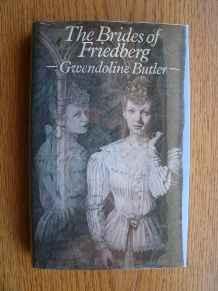 The Brides of
Friedberg
—Gwendoline Butler—